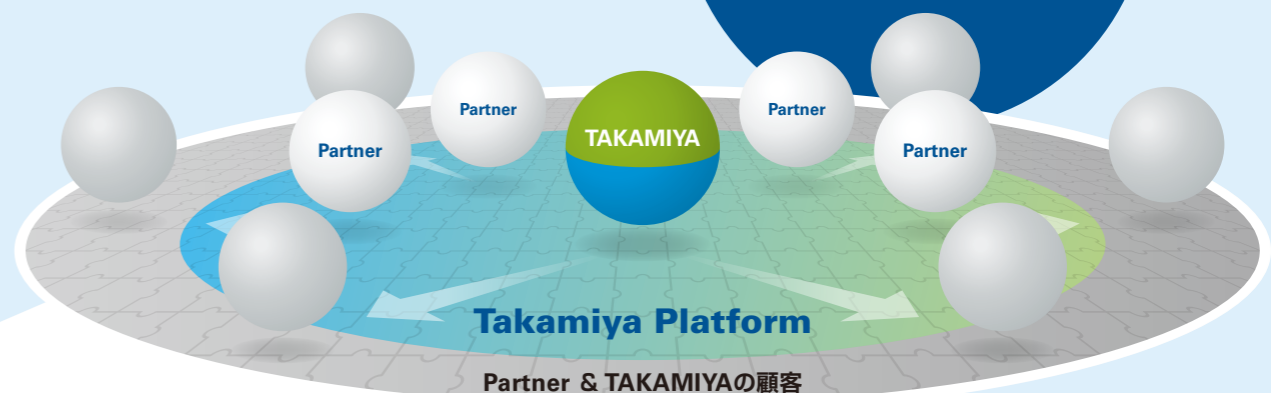 Partner
Partner
TAKAMIYA
Partner
Partner
Takamiya Platform
Partner & TAKAMIYAの顧客